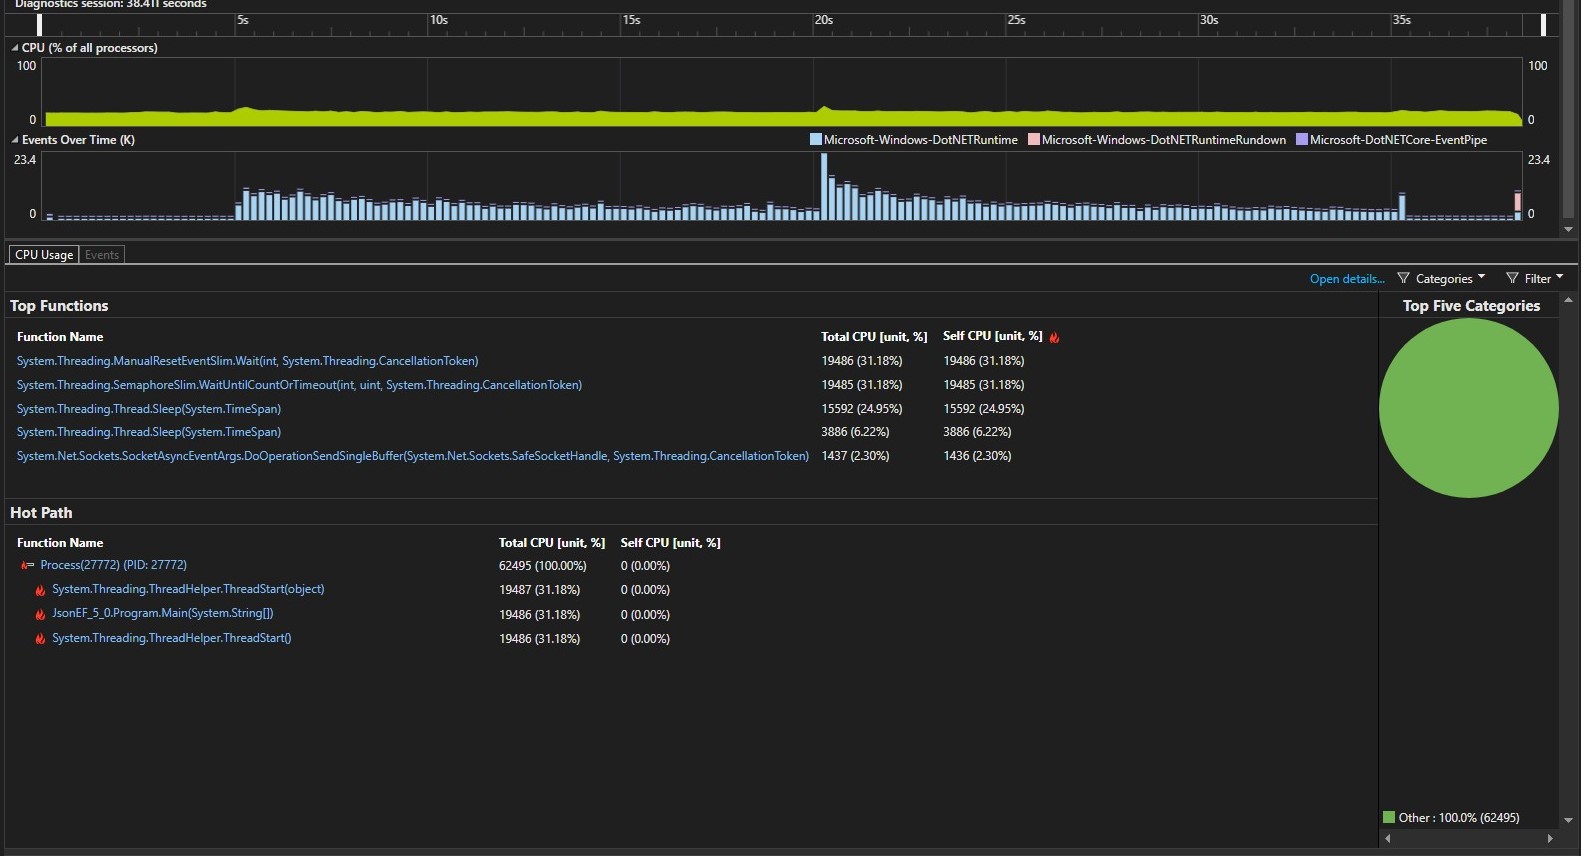 Diagnostics session: 38.411 seconds
5s 10s 15s 20s 25s 30s 35s
CPU (% of all processors)
100 100
0 0
Events Over Time (K) Microsoft-Windows-DotNETRuntime Microsoft-Windows-DotNETRuntimeRundown Microsoft-DotNETCore-EventPipe
23.4 23.4
0 0
CPU Usage Events
Open details... Categories Filter
Top Functions Top Five Categories
Function Name Total CPU [unit, %] Self CPU [unit, %]
System.Threading.ManualResetEventSlim.Wait(int, System.Threading.CancellationToken) 19486 (31.18%) 19486 (31.18%)
System.Threading.SemaphoreSlim.WaitUntilCountOrTimeout(int, uint, System.Threading.CancellationToken) 19485 (31.18%) 19485 (31.18%)
System.Threading.Thread.Sleep(System.TimeSpan) 15592 (24.95%) 15592 (24.95%)
System.Threading.Thread.Sleep(System.TimeSpan) 3886 (6.22%) 3886 (6.22%)
System.Net.Sockets.SocketAsyncEventArgs.DoOperationSendSingleBuffer(System.Net.Sockets.SafeSocketHandle, System.Threading.CancellationToken) 1437 (2.30%) 1436 (2.30%)
Hot Path
Function Name Total CPU [unit, %] Self CPU [unit, %]
Process(27772) (PID: 27772) 62495 (100.00%) 0 (0.00%)
System.Threading.ThreadHelper.ThreadStart(object) 19487 (31.18%) 0 (0.00%)
JsonEF_5_0.Program.Main(System.String[]) 19486 (31.18%) 0 (0.00%)
System.Threading.ThreadHelper.ThreadStart() 19486 (31.18%) 0 (0.00%)
Other : 100.0% (62495)